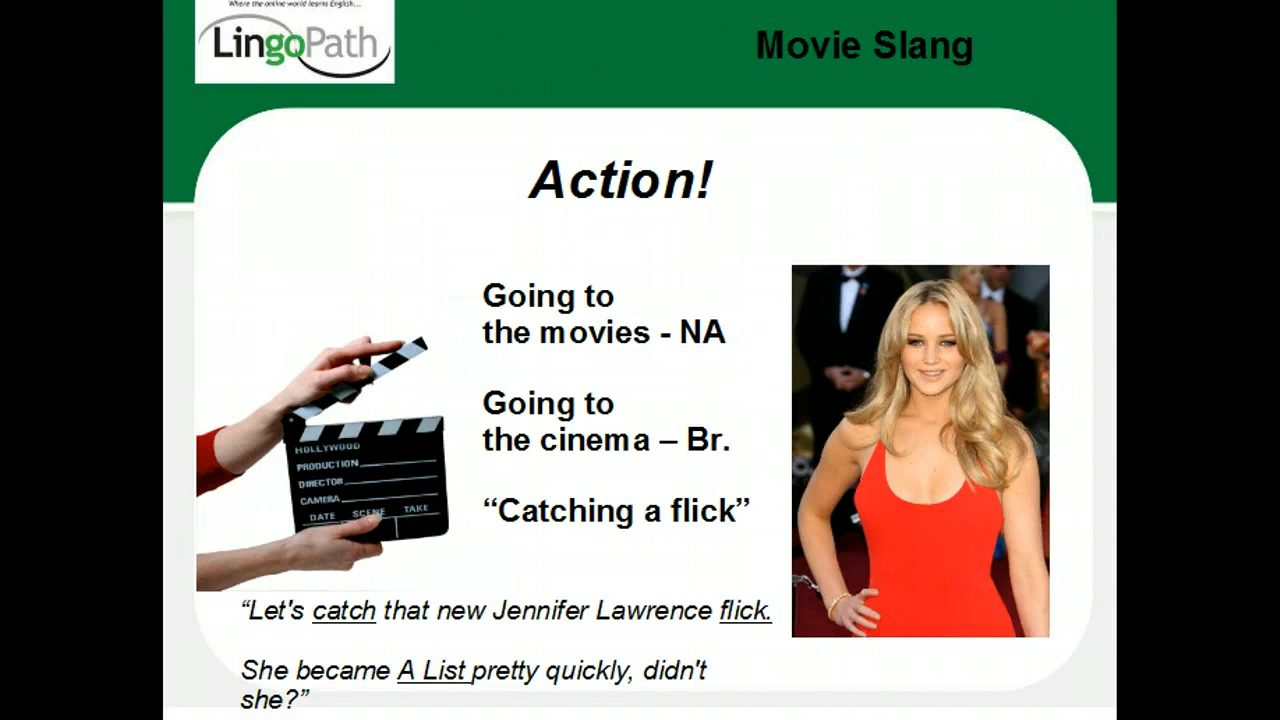 Where the online world learns English...
LingoPath
Movie Slang
Action!
Going to
the movies - NA
Going to
the cinema – Br.
“Catching a flick”
HOLLYWOOD
PRODUCTION
DIRECTOR
CAMERA
DATE SCENE TAKE
“Let's catch that new Jennifer Lawrence flick.
She became A List pretty quickly, didn't
she?”